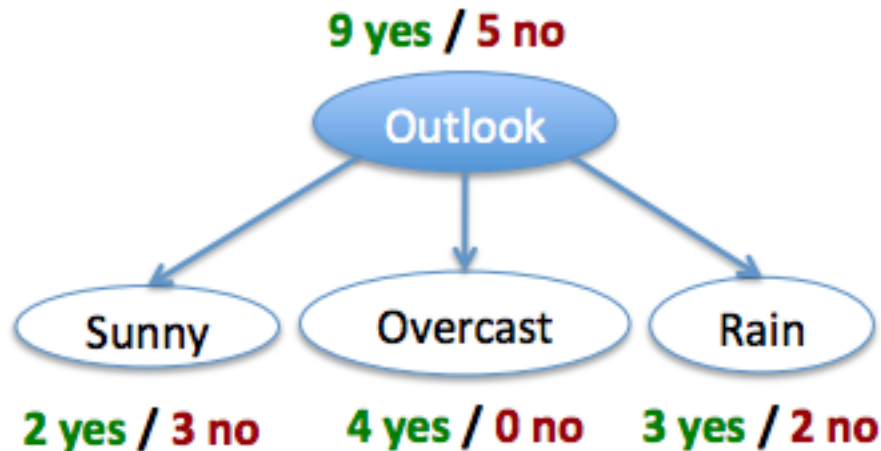 9 yes / 5 no
Outlook
Sunny
Overcast
Rain
2 yes / 3 no
4 yes / 0 no
3 yes / 2 no